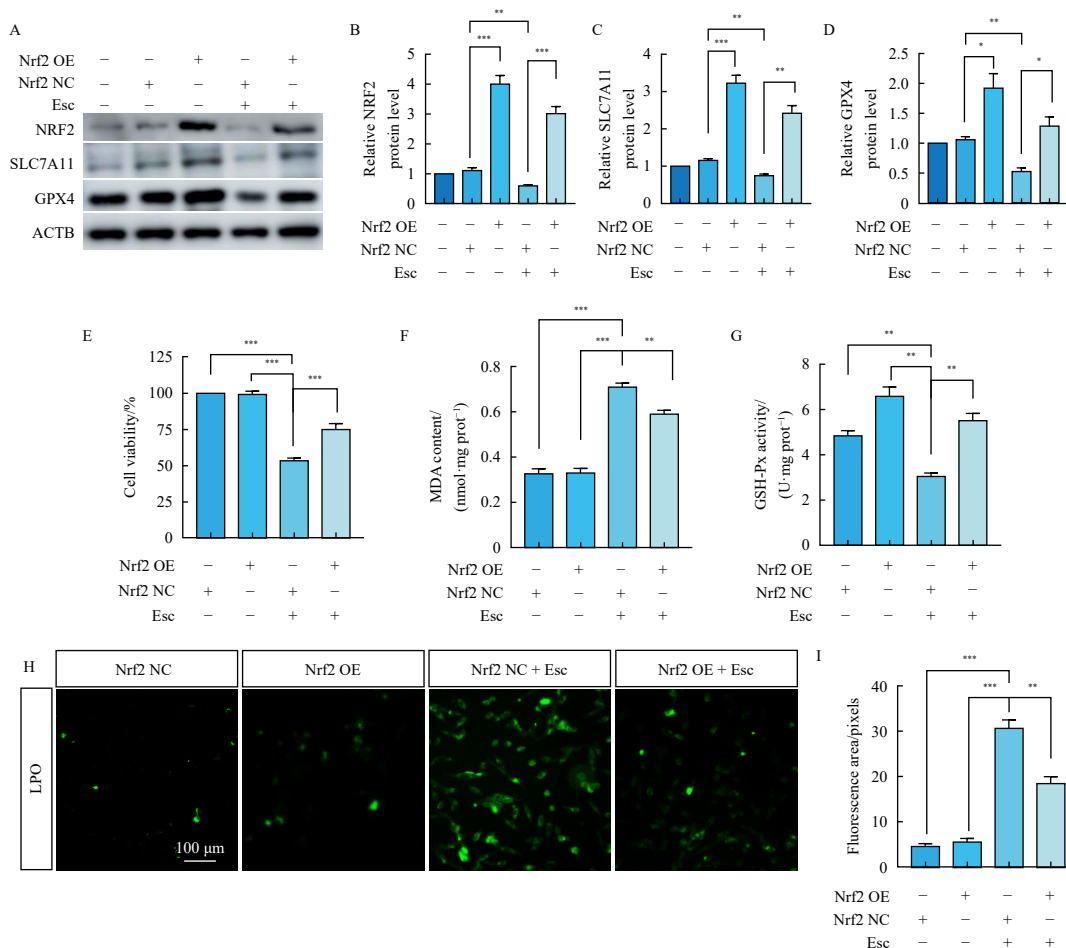 A
Nrf2 OE − − + − +
Nrf2 NC − + − + −
Esc − − − + +
NRF2
SLC7A11
GPX4
ACTB
B
Relative NRF2
protein level
5
4
3
2
1
0
**
***
***
Nrf2 OE − − + − +
Nrf2 NC − + − + −
Esc − − − + +
C
Relative SLC7A11
protein level
4
3
2
1
0
**
***
**
− − + − +
− + − + −
− − − + +
D
Relative GPX4
protein level
2.5
2.0
1.5
1.0
0.5
0
**
*
*
Nrf2 OE − − + − +
Nrf2 NC − + − + −
Esc − − − + +
E
Cell viability/%
125
100
75
50
25
0
***
***
***
Nrf2 OE − + − +
Nrf2 NC + − + −
Esc − − + +
F
MDA content/
(nmol·mg prot⁻¹)
0.8
0.6
0.4
0.2
0
***
***
**
Nrf2 OE − + − +
Nrf2 NC + − + −
Esc − − + +
G
GSH-Px activity/
(U·mg prot⁻¹)
8
6
4
2
0
**
**
**
Nrf2 OE − + − +
Nrf2 NC + − + −
Esc − − + +
H
Nrf2 NC
Nrf2 OE
Nrf2 NC + Esc
Nrf2 OE + Esc
LPO
100 μm
I
Fluorescence area/pixels
40
30
20
10
0
***
***
**
Nrf2 OE − + − +
Nrf2 NC + − + −
Esc − − + +